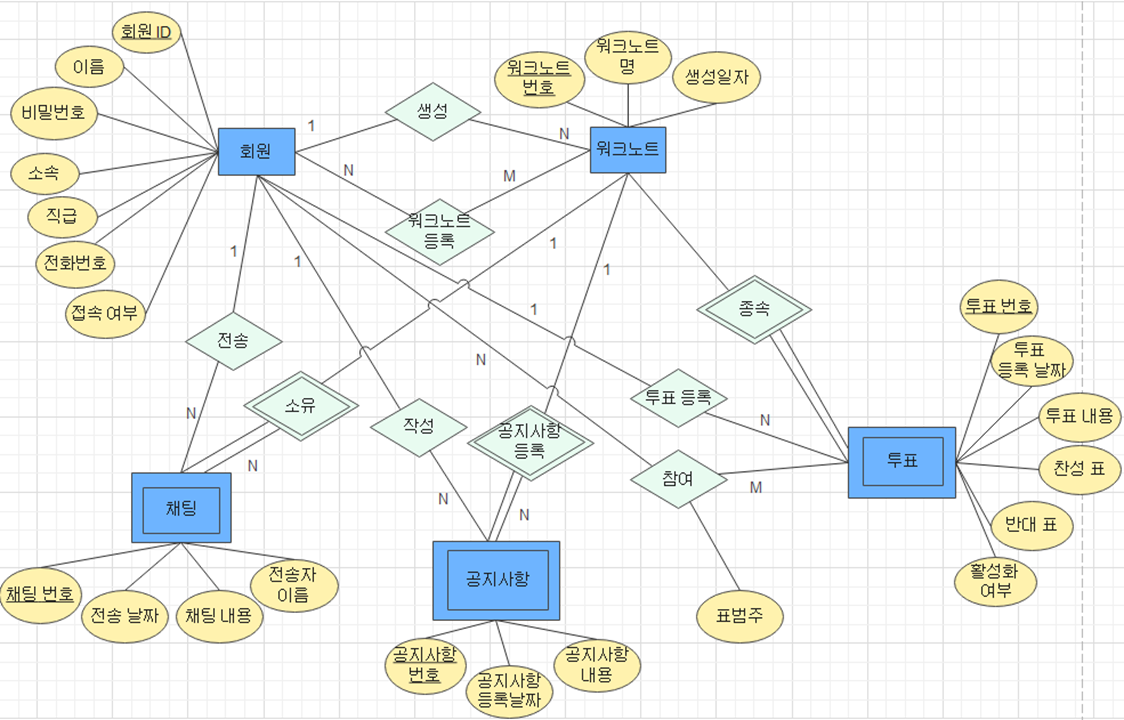 회원 ID
이름
비밀번호
소속
직급
전화번호
접속 여부
회원
1
생성
N
워크노트
번호
워크노트
명
생성일자
워크노트
N
M
워크노트
등록
1
1
1
1
1
N
종속
전송
N
소유
N
작성
N
공지사항
등록
N
투표 등록
N
참여
M
투표 번호
투표
등록 날짜
투표 내용
찬성 표
반대 표
활성화
여부
투표
표범주
채팅
채팅 번호
전송 날짜
채팅 내용
전송자
이름
공지사항
공지사항
번호
공지사항
등록날짜
공지사항
내용